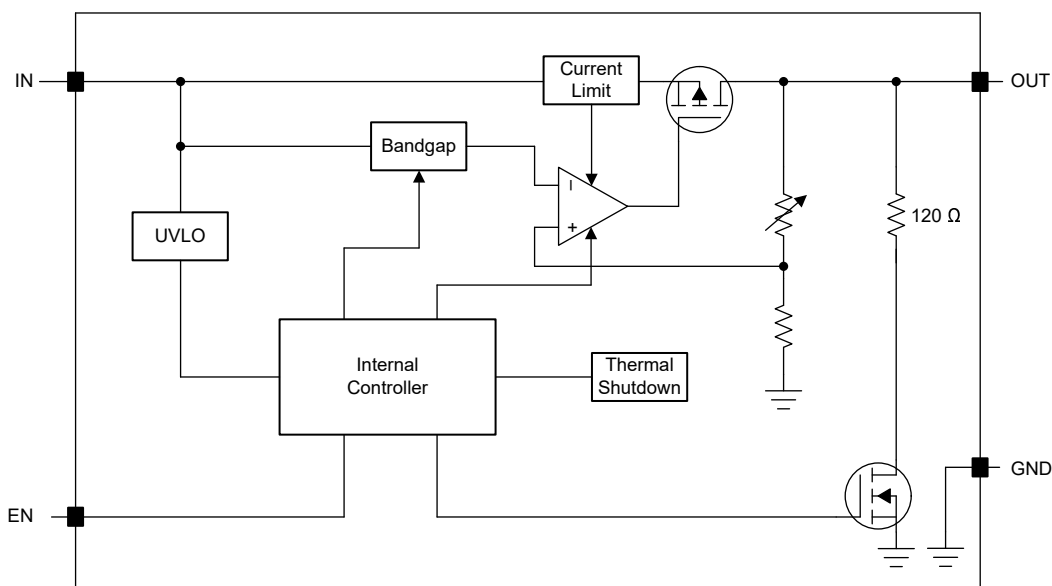 IN
Current
Limit
OUT
Bandgap
−
+
UVLO
120 Ω
Internal
Controller
Thermal
Shutdown
GND
EN